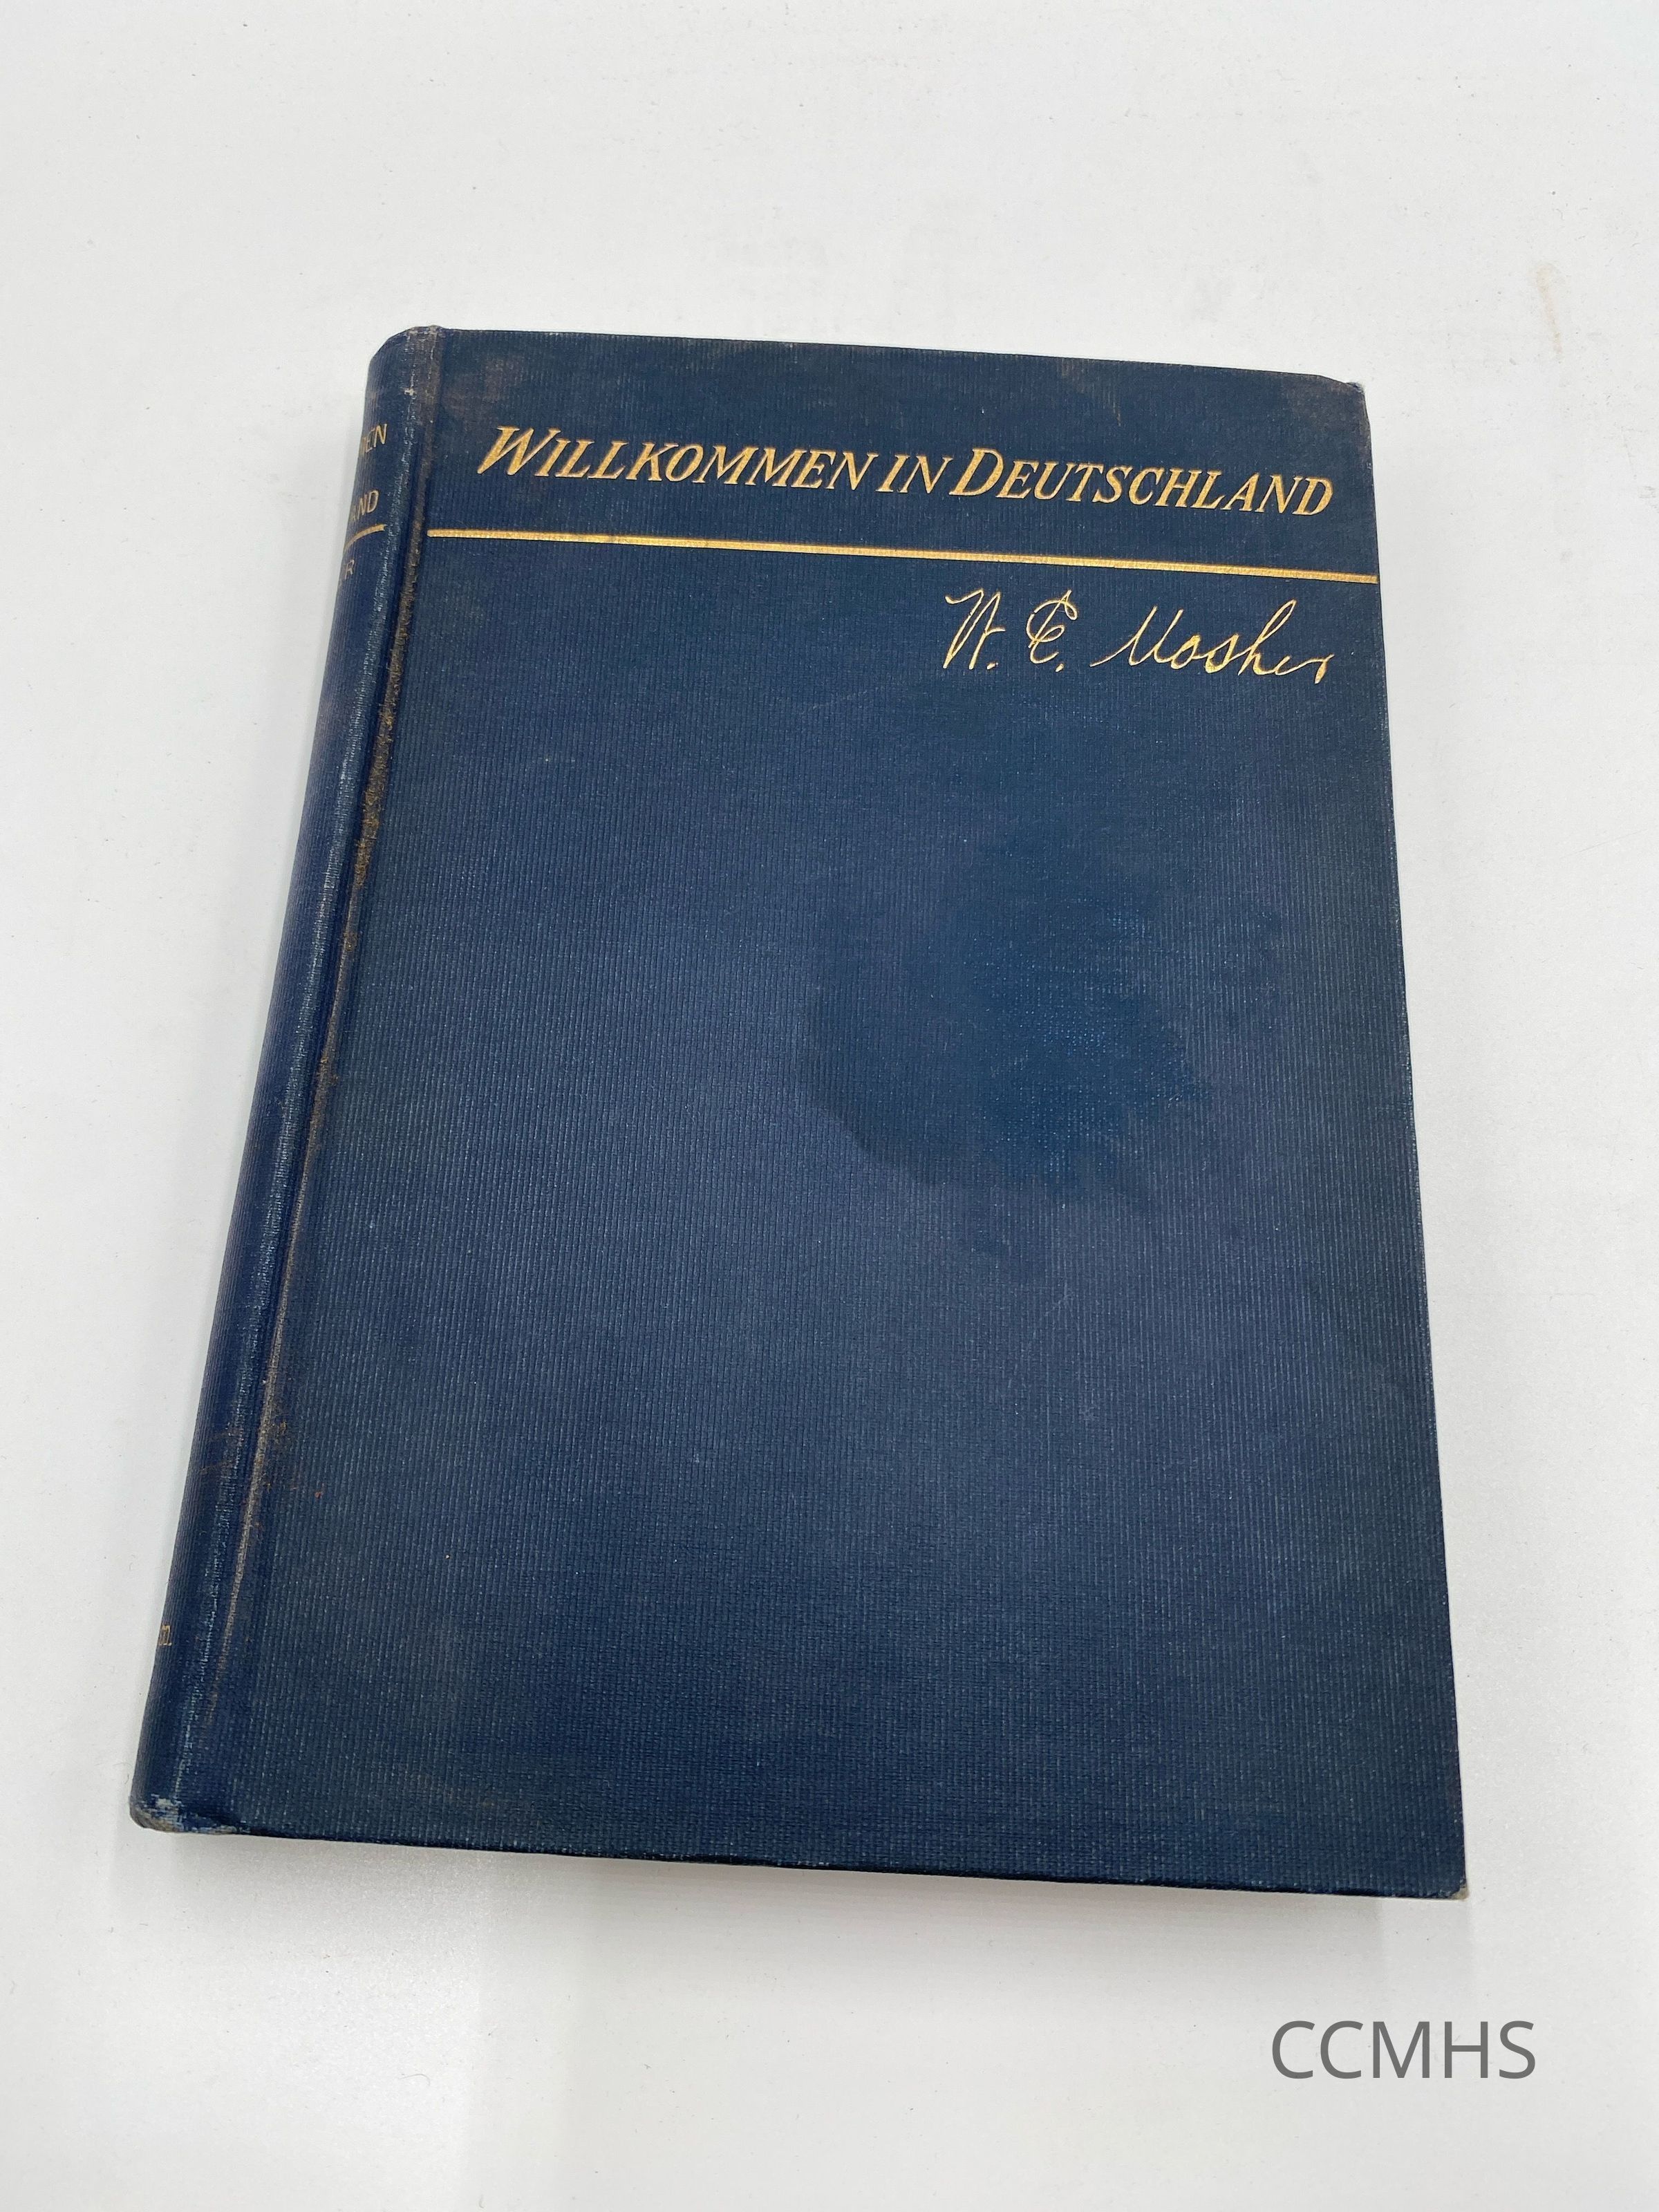 WILLKOMMEN IN DEUTSCHLAND
W. E. Mosher
CCMHS